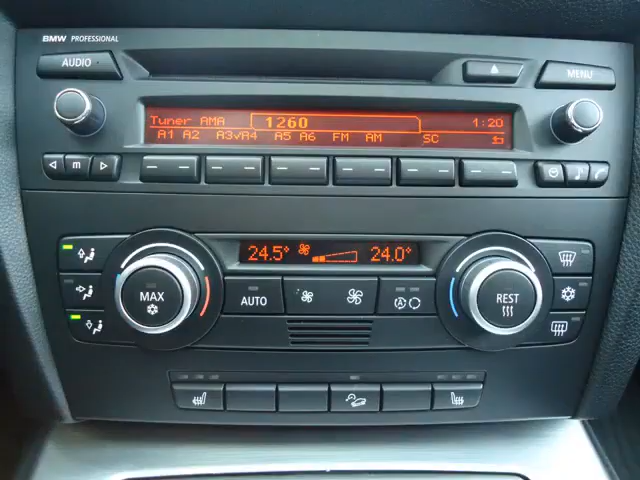 BMW PROFESSIONAL
AUDIO
MENU
Tuner AMA 1260 1:20
A1 A2 A3vA4 A5 A6 FM AM SC
m
24.5° 24.0°
MAX
AUTO
A
REST